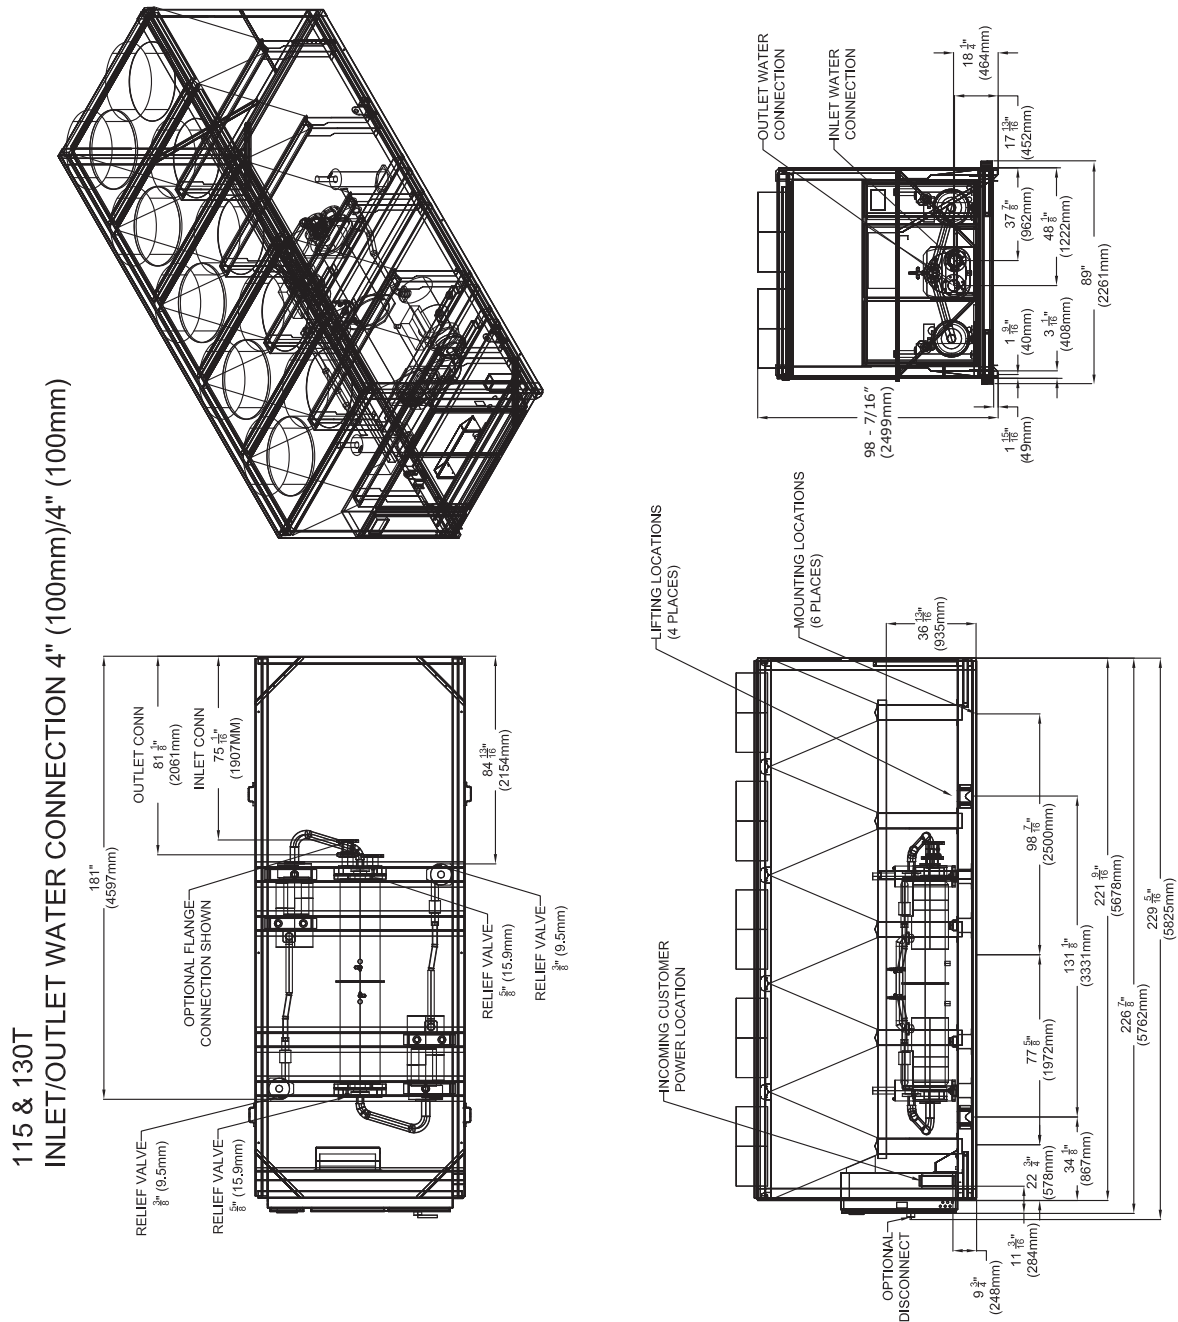 115 & 130T
INLET/OUTLET WATER CONNECTION 4" (100mm)/4" (100mm)
181"
(4597mm)
OUTLET CONN
81 1/8"
(2061mm)
INLET CONN
75 1/16"
(1907MM)
84 13/16"
(2154mm)
OPTIONAL FLANGE
CONNECTION SHOWN
RELIEF VALVE
5/8" (15.9mm)
RELIEF VALVE
3/8" (9.5mm)
RELIEF VALVE
3/8" (9.5mm)
RELIEF VALVE
5/8" (15.9mm)
LIFTING LOCATIONS
(4 PLACES)
MOUNTING LOCATIONS
(6 PLACES)
INCOMING CUSTOMER
POWER LOCATION
OPTIONAL
DISCONNECT
36 13/16"
(935mm)
98 7/16"
(2500mm)
77 5/8"
(1972mm)
22 3/4"
(578mm)
131 1/8"
(3331mm)
34 1/8"
(867mm)
221 9/16"
(5678mm)
226 7/8"
(5762mm)
229 5/16"
(5825mm)
11 3/16"
(284mm)
9 3/4"
(248mm)
OUTLET WATER
CONNECTION
INLET WATER
CONNECTION
18 1/4"
(464mm)
17 13/16"
(452mm)
37 7/8"
(962mm)
48 1/8"
(1222mm)
89"
(2261mm)
1 9/16"
(40mm)
3 1/16"
(408mm)
1 15/16"
(49mm)
98 - 7/16"
(2499mm)